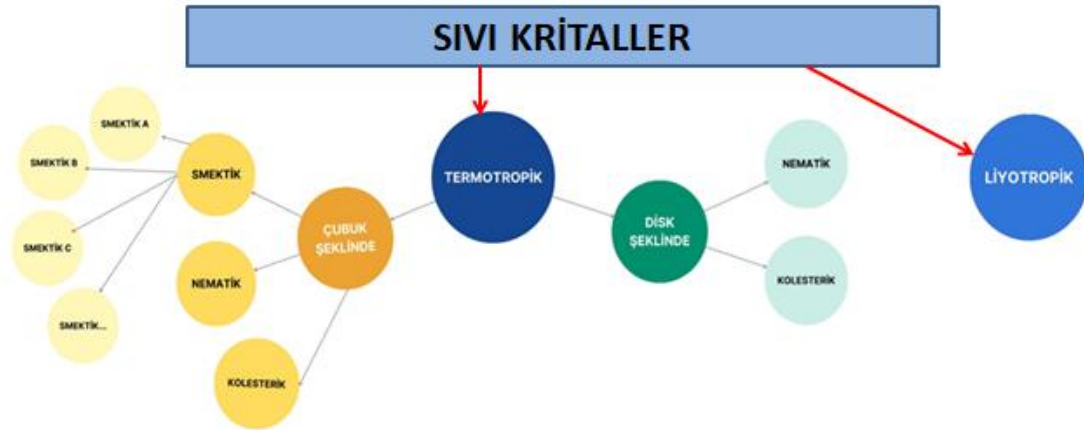 SIVI KRİTALLER
SMEKTİK A
SMEKTİK B
SMEKTİK
SMEKTİK C
SMEKTİK...
NEMATİK
KOLESTERİK
ÇUBUK
ŞEKLİNDE
TERMOTROPİK
DİSK
ŞEKLİNDE
NEMATİK
KOLESTERİK
LİYOTROPİK